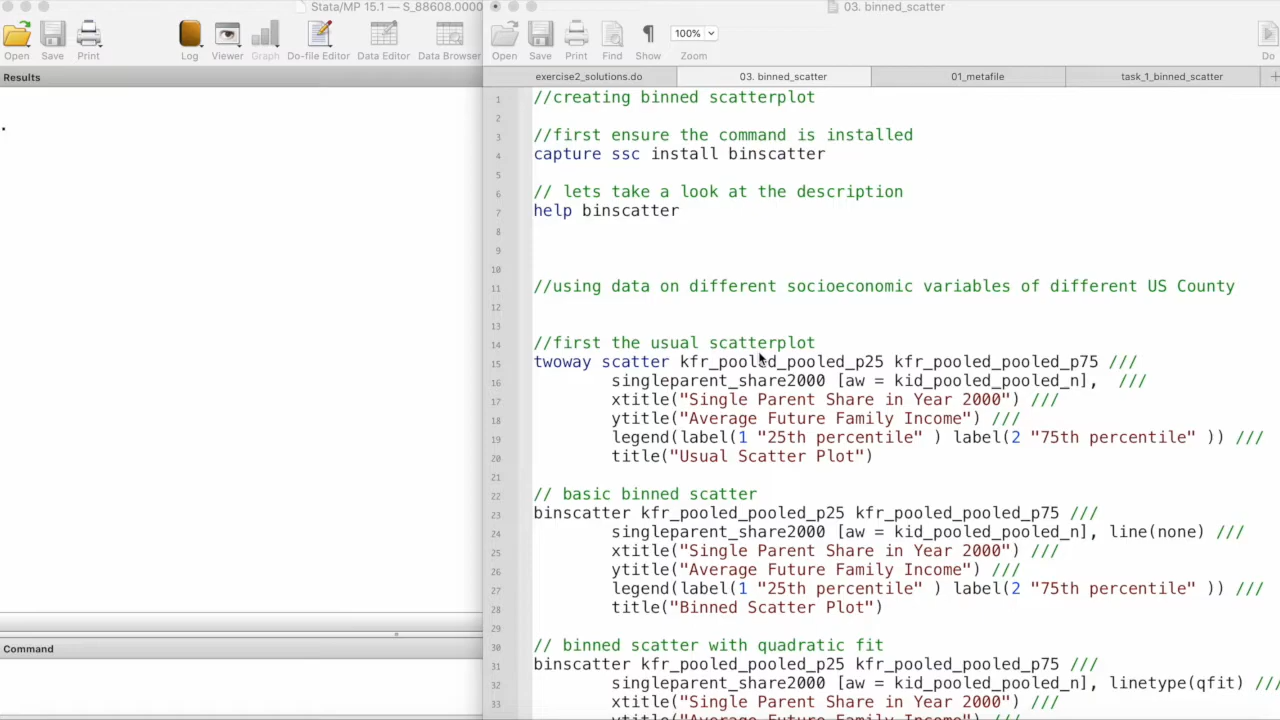 Stata/MP 15.1 — S_88608.0000
03. binned_scatter
Open Save Print Log Viewer Graph Do-file Editor Data Editor Data Browser
100%
Open Save Print Find Show Zoom Do
Results
exercise2_solutions.do 03. binned_scatter 01_metafile task_1_binned_scatter
.
1 //creating binned scatterplot
2
3 //first ensure the command is installed
4 capture ssc install binscatter
5
6 // lets take a look at the description
7 help binscatter
8
9
10
11 //using data on different socioeconomic variables of different US County
12
13
14 //first the usual scatterplot
15 twoway scatter kfr_pooled_pooled_p25 kfr_pooled_pooled_p75 ///
16 singleparent_share2000 [aw = kid_pooled_pooled_n], ///
17 xtitle("Single Parent Share in Year 2000") ///
18 ytitle("Average Future Family Income") ///
19 legend(label(1 "25th percentile" ) label(2 "75th percentile" )) ///
20 title("Usual Scatter Plot")
21
22 // basic binned scatter
23 binscatter kfr_pooled_pooled_p25 kfr_pooled_pooled_p75 ///
24 singleparent_share2000 [aw = kid_pooled_pooled_n], line(none) ///
25 xtitle("Single Parent Share in Year 2000") ///
26 ytitle("Average Future Family Income") ///
27 legend(label(1 "25th percentile" ) label(2 "75th percentile" )) ///
28 title("Binned Scatter Plot")
29
30 // binned scatter with quadratic fit
31 binscatter kfr_pooled_pooled_p25 kfr_pooled_pooled_p75 ///
32 singleparent_share2000 [aw = kid_pooled_pooled_n], linetype(qfit) ///
33 xtitle("Single Parent Share in Year 2000") ///
ytitle("Average Future Family Income") ///
Command